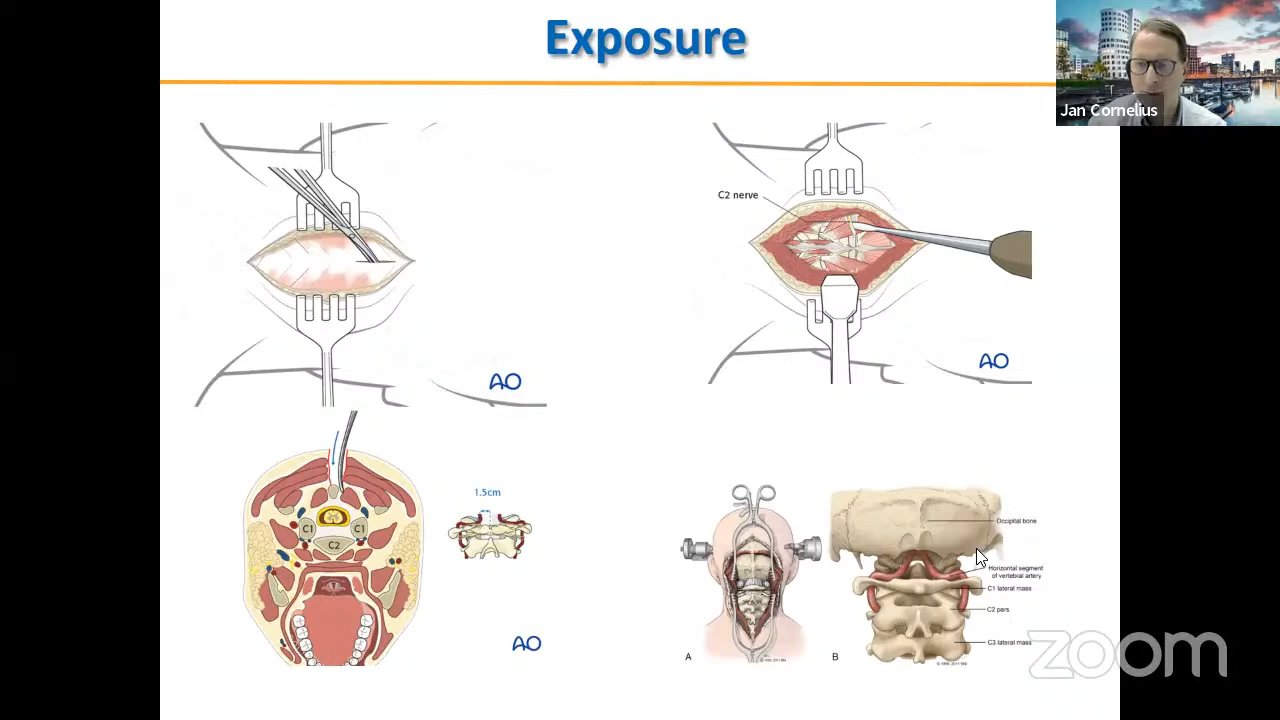 Exposure
Jan Cornelius
C2 nerve
AO
AO
1.5cm
C1
C1
C2
AO
Occipital bone
Horizontal segment
of vertebral artery
C1 lateral mass
C2 pars
C3 lateral mass
A
B
zoom